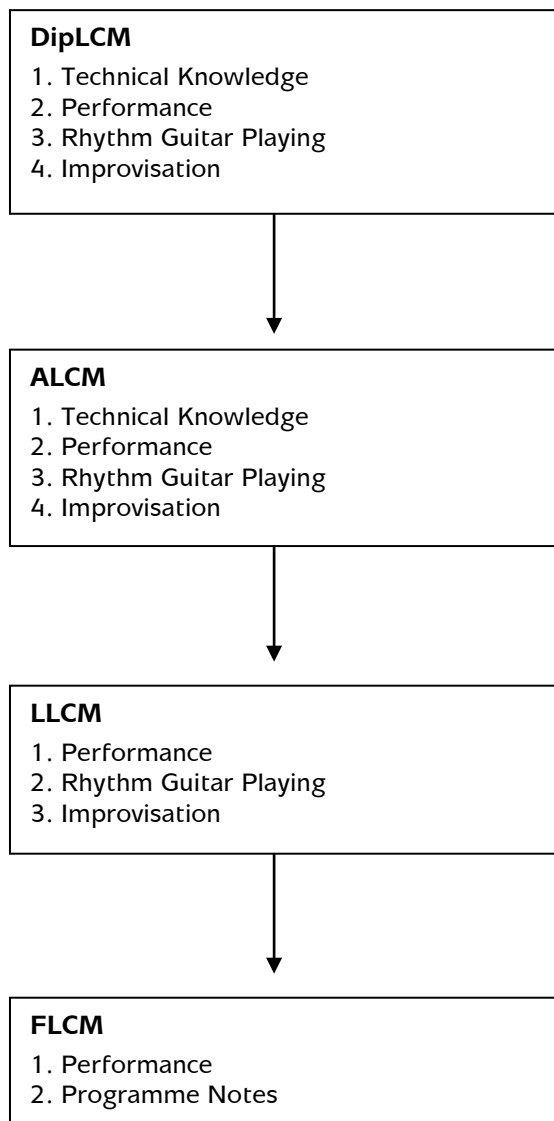 DipLCM
1. Technical Knowledge
2. Performance
3. Rhythm Guitar Playing
4. Improvisation
ALCM
1. Technical Knowledge
2. Performance
3. Rhythm Guitar Playing
4. Improvisation
LLCM
1. Performance
2. Rhythm Guitar Playing
3. Improvisation
FLCM
1. Performance
2. Programme Notes